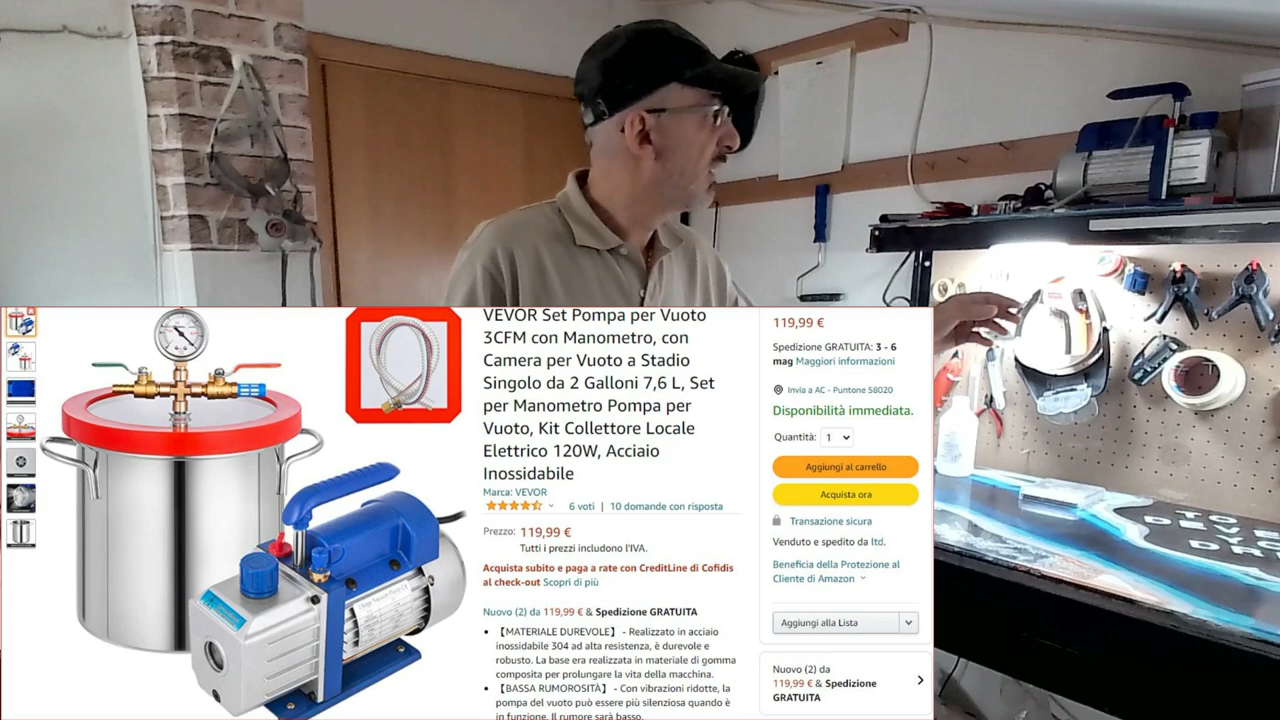 VEVOR Set Pompa per Vuoto
3CFM con Manometro, con
Camera per Vuoto a Stadio
Singolo da 2 Galloni 7,6 L, Set
per Manometro Pompa per
Vuoto, Kit Collettore Locale
Elettrico 120W, Acciaio
Inossidabile
Marca: VEVOR
6 voti | 10 domande con risposta
Prezzo: 119,99 €
Tutti i prezzi includono l'IVA.
Acquista subito e paga a rate con CreditLine di Cofidis
al check-out Scopri di più
Nuovo (2) da 119,99 € & Spedizione GRATUITA
• 【MATERIALE DUREVOLE】 - Realizzato in acciaio
inossidabile 304 ad alta resistenza, è durevole e
robusto. La base era realizzata in materiale di gomma
composita per prolungare la vita della macchina.
• 【BASSA RUMOROSITÀ】 - Con vibrazioni ridotte, la
pompa del vuoto può essere più silenziosa quando è
in funzione. Il rumore sarà basso.
119,99 €
Spedizione GRATUITA: 3 - 6
mag Maggiori informazioni
Invia a AC - Puntone 58020
Disponibilità immediata.
Quantità: 1
Aggiungi al carrello
Acquista ora
Transazione sicura
Venduto e spedito da ltd.
Beneficia della Protezione al
Cliente di Amazon
Aggiungi alla Lista
Nuovo (2) da
119,99 € & Spedizione
GRATUITA